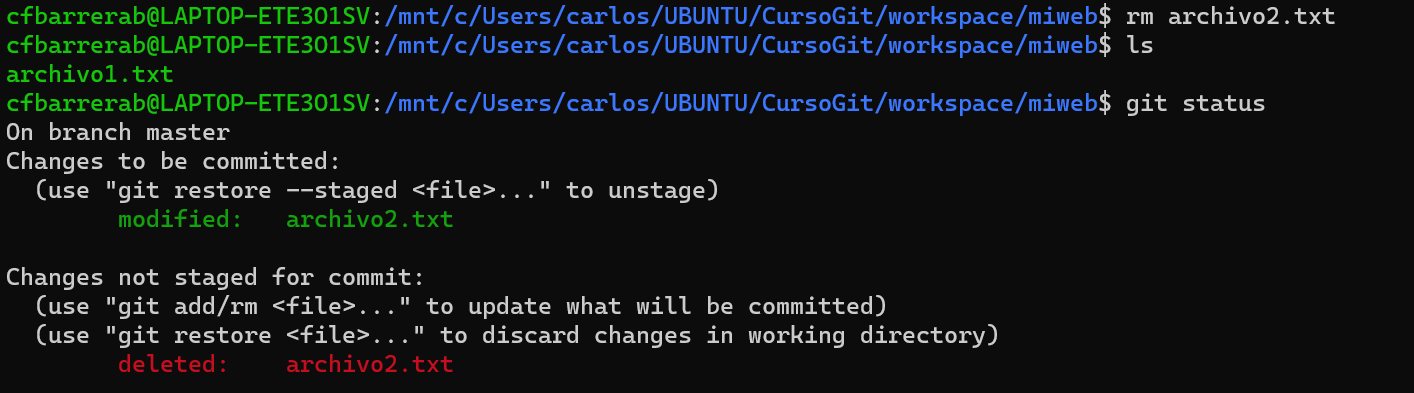 cfbarrerab@LAPTOP-ETE3O1SV:/mnt/c/Users/carlos/UBUNTU/CursoGit/workspace/miweb$ rm archivo2.txt
cfbarrerab@LAPTOP-ETE3O1SV:/mnt/c/Users/carlos/UBUNTU/CursoGit/workspace/miweb$ ls
archivo1.txt
cfbarrerab@LAPTOP-ETE3O1SV:/mnt/c/Users/carlos/UBUNTU/CursoGit/workspace/miweb$ git status
On branch master
Changes to be committed:
  (use "git restore --staged <file>..." to unstage)
        modified:   archivo2.txt

Changes not staged for commit:
  (use "git add/rm <file>..." to update what will be committed)
  (use "git restore <file>..." to discard changes in working directory)
        deleted:    archivo2.txt